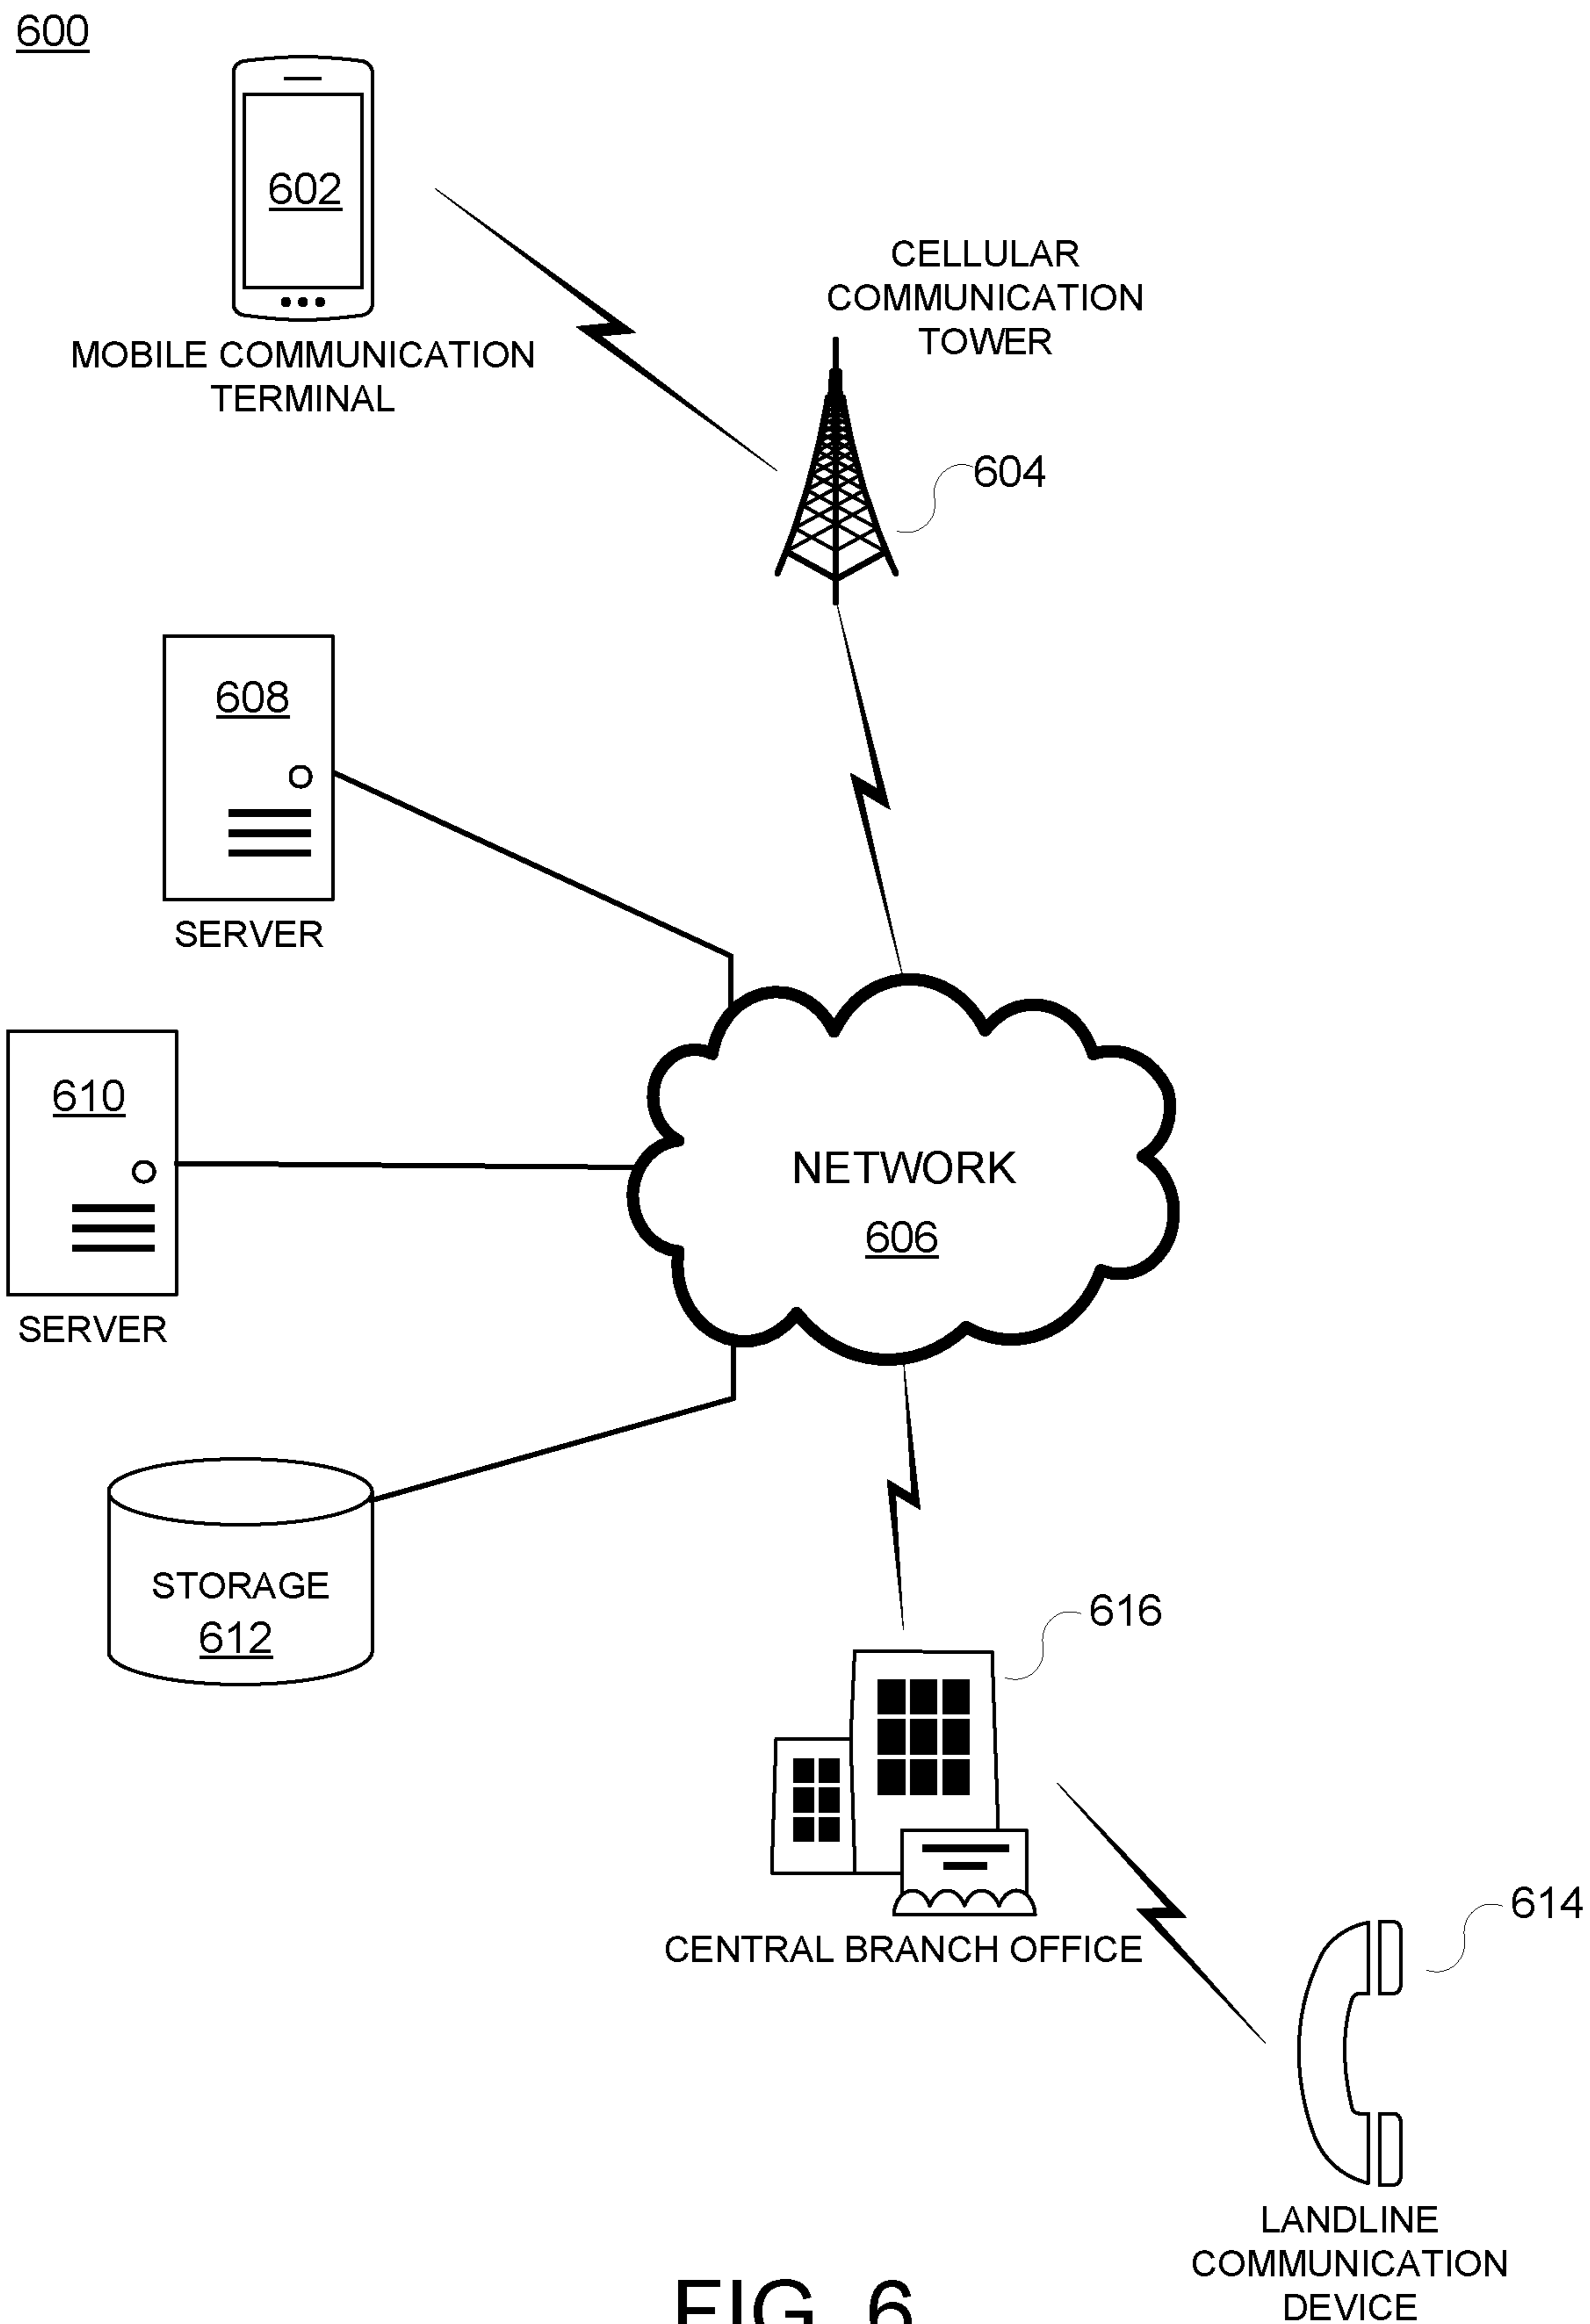 600
602
MOBILE COMMUNICATION
TERMINAL
CELLULAR
COMMUNICATION
TOWER
604
608
SERVER
610
SERVER
NETWORK
606
STORAGE
612
616
CENTRAL BRANCH OFFICE
614
LANDLINE
COMMUNICATION
DEVICE
FIG. 6